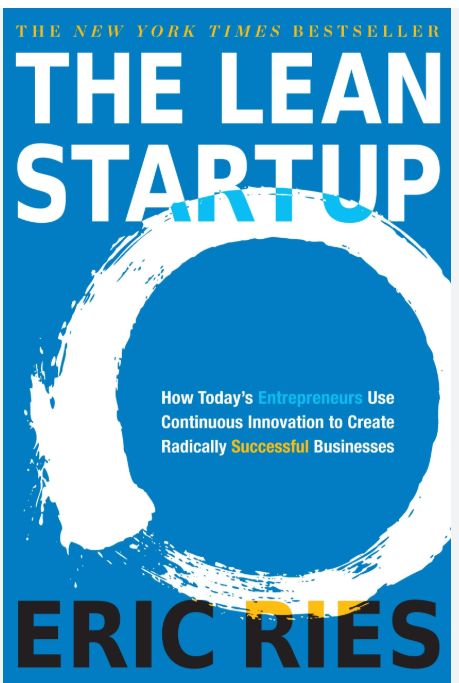 THE NEW YORK TIMES BESTSELLER
THE LEAN
STARTUP
How Today's Entrepreneurs Use
Continuous Innovation to Create
Radically Successful Businesses
ERIC RIES